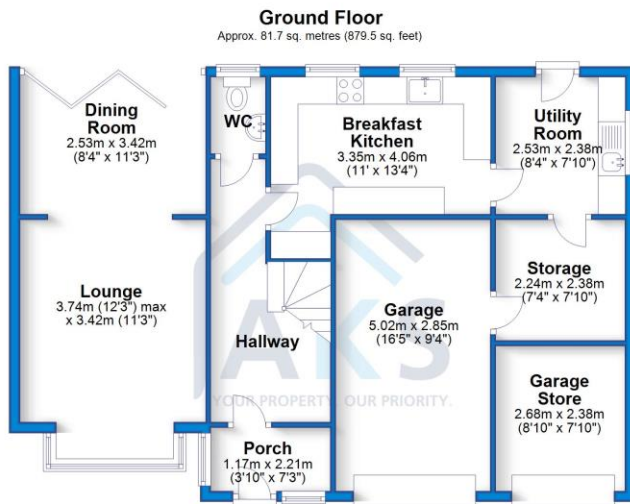 Ground Floor
Approx. 81.7 sq. metres (879.5 sq. feet)
Dining
Room
2.53m x 3.42m
(8'4" x 11'3")
WC
Breakfast
Kitchen
3.35m x 4.06m
(11' x 13'4")
Utility
Room
2.53m x 2.38m
(8'4" x 7'10")
Lounge
3.74m (12'3") max
x 3.42m (11'3")
Hallway
Garage
5.02m x 2.85m
(16'5" x 9'4")
Storage
2.24m x 2.38m
(7'4" x 7'10")
AKS
YOUR PROPERTY. OUR PRIORITY.
Porch
1.17m x 2.21m
(3'10" x 7'3")
Garage
Store
2.68m x 2.38m
(8'10" x 7'10")